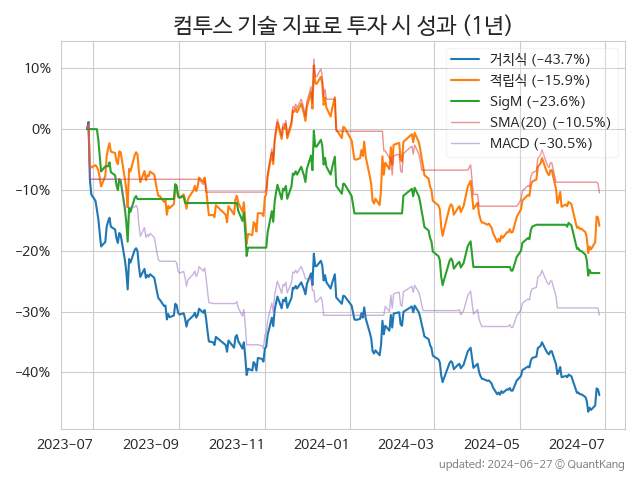 컴투스 기술 지표로 투자 시 성과 (1년)
거치식 (−43.7%)
적립식 (−15.9%)
SigM (−23.6%)
SMA(20) (−10.5%)
MACD (−30.5%)
10%
0%
−10%
−20%
−30%
−40%
2023-07
2023-09
2023-11
2024-01
2024-03
2024-05
2024-07
updated: 2024-06-27 © QuantKang